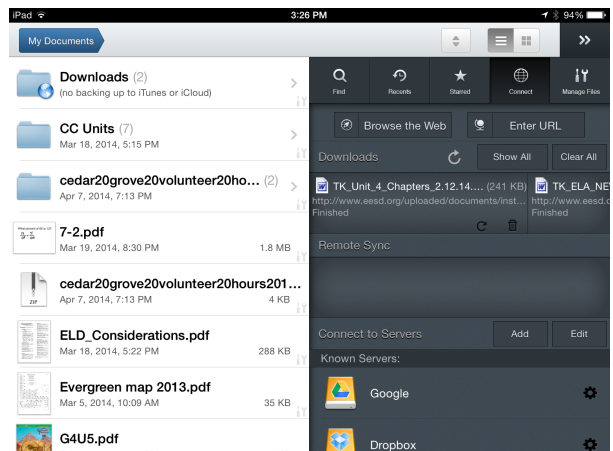 iPad 3:26 PM 94%
My Documents
Downloads (2)
(no backing up to iTunes or iCloud)
CC Units (7)
Mar 18, 2014, 5:15 PM
cedar20grove20volunteer20ho... (2)
Apr 7, 2014, 7:13 PM
7-2.pdf
Mar 19, 2014, 8:30 PM 1.8 MB
ZIP
cedar20grove20volunteer20hours201...
Apr 7, 2014, 7:13 PM 4 KB
ELD_Considerations.pdf
Mar 18, 2014, 5:22 PM 288 KB
Evergreen map 2013.pdf
Mar 5, 2014, 10:09 AM 35 KB
G4U5.pdf
Find Recents Starred Connect Manage Files
Browse the Web Enter URL
Downloads Show All Clear All
TK_Unit_4_Chapters_2.12.14.... (241 KB) TK_ELA_NE
http://www.eesd.org/uploaded/documents/inst... http://www.eesd.o
Finished Finished
Remote Sync
Connect to Servers Add Edit
Known Servers:
Google
Dropbox